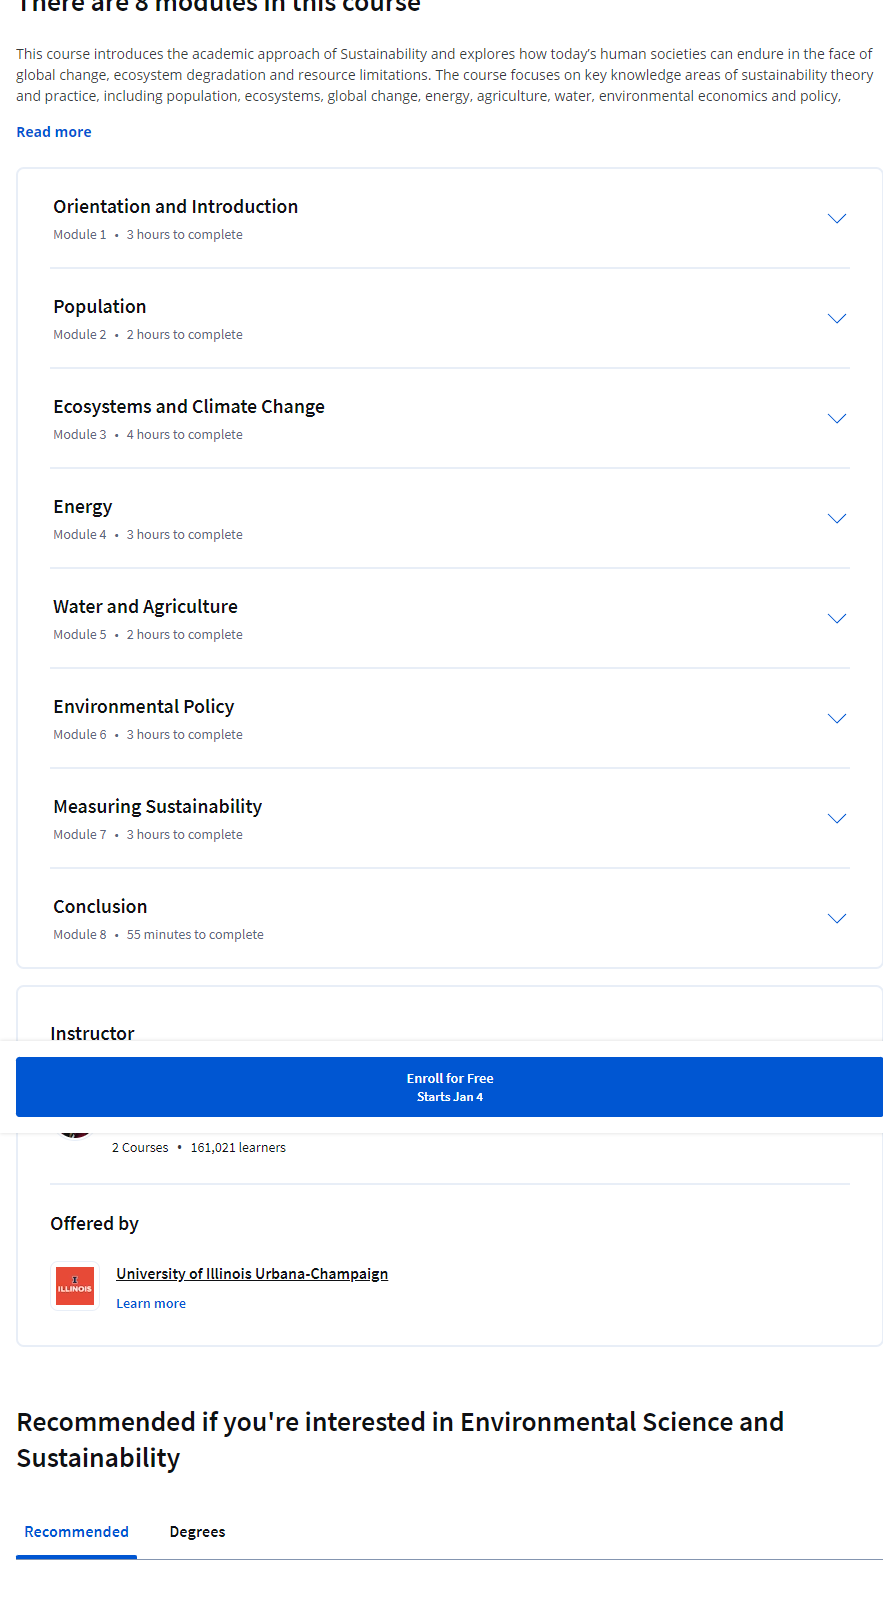 There are 8 modules in this course
This course introduces the academic approach of Sustainability and explores how today's human societies can endure in the face of
global change, ecosystem degradation and resource limitations. The course focuses on key knowledge areas of sustainability theory
and practice, including population, ecosystems, global change, energy, agriculture, water, environmental economics and policy,
Read more
Orientation and Introduction
Module 1 • 3 hours to complete
Population
Module 2 • 2 hours to complete
Ecosystems and Climate Change
Module 3 • 4 hours to complete
Energy
Module 4 • 3 hours to complete
Water and Agriculture
Module 5 • 2 hours to complete
Environmental Policy
Module 6 • 3 hours to complete
Measuring Sustainability
Module 7 • 3 hours to complete
Conclusion
Module 8 • 55 minutes to complete
Instructor
Enroll for Free
Starts Jan 4
2 Courses • 161,021 learners
Offered by
I
ILLINOIS
University of Illinois Urbana-Champaign
Learn more
Recommended if you're interested in Environmental Science and
Sustainability
Recommended
Degrees